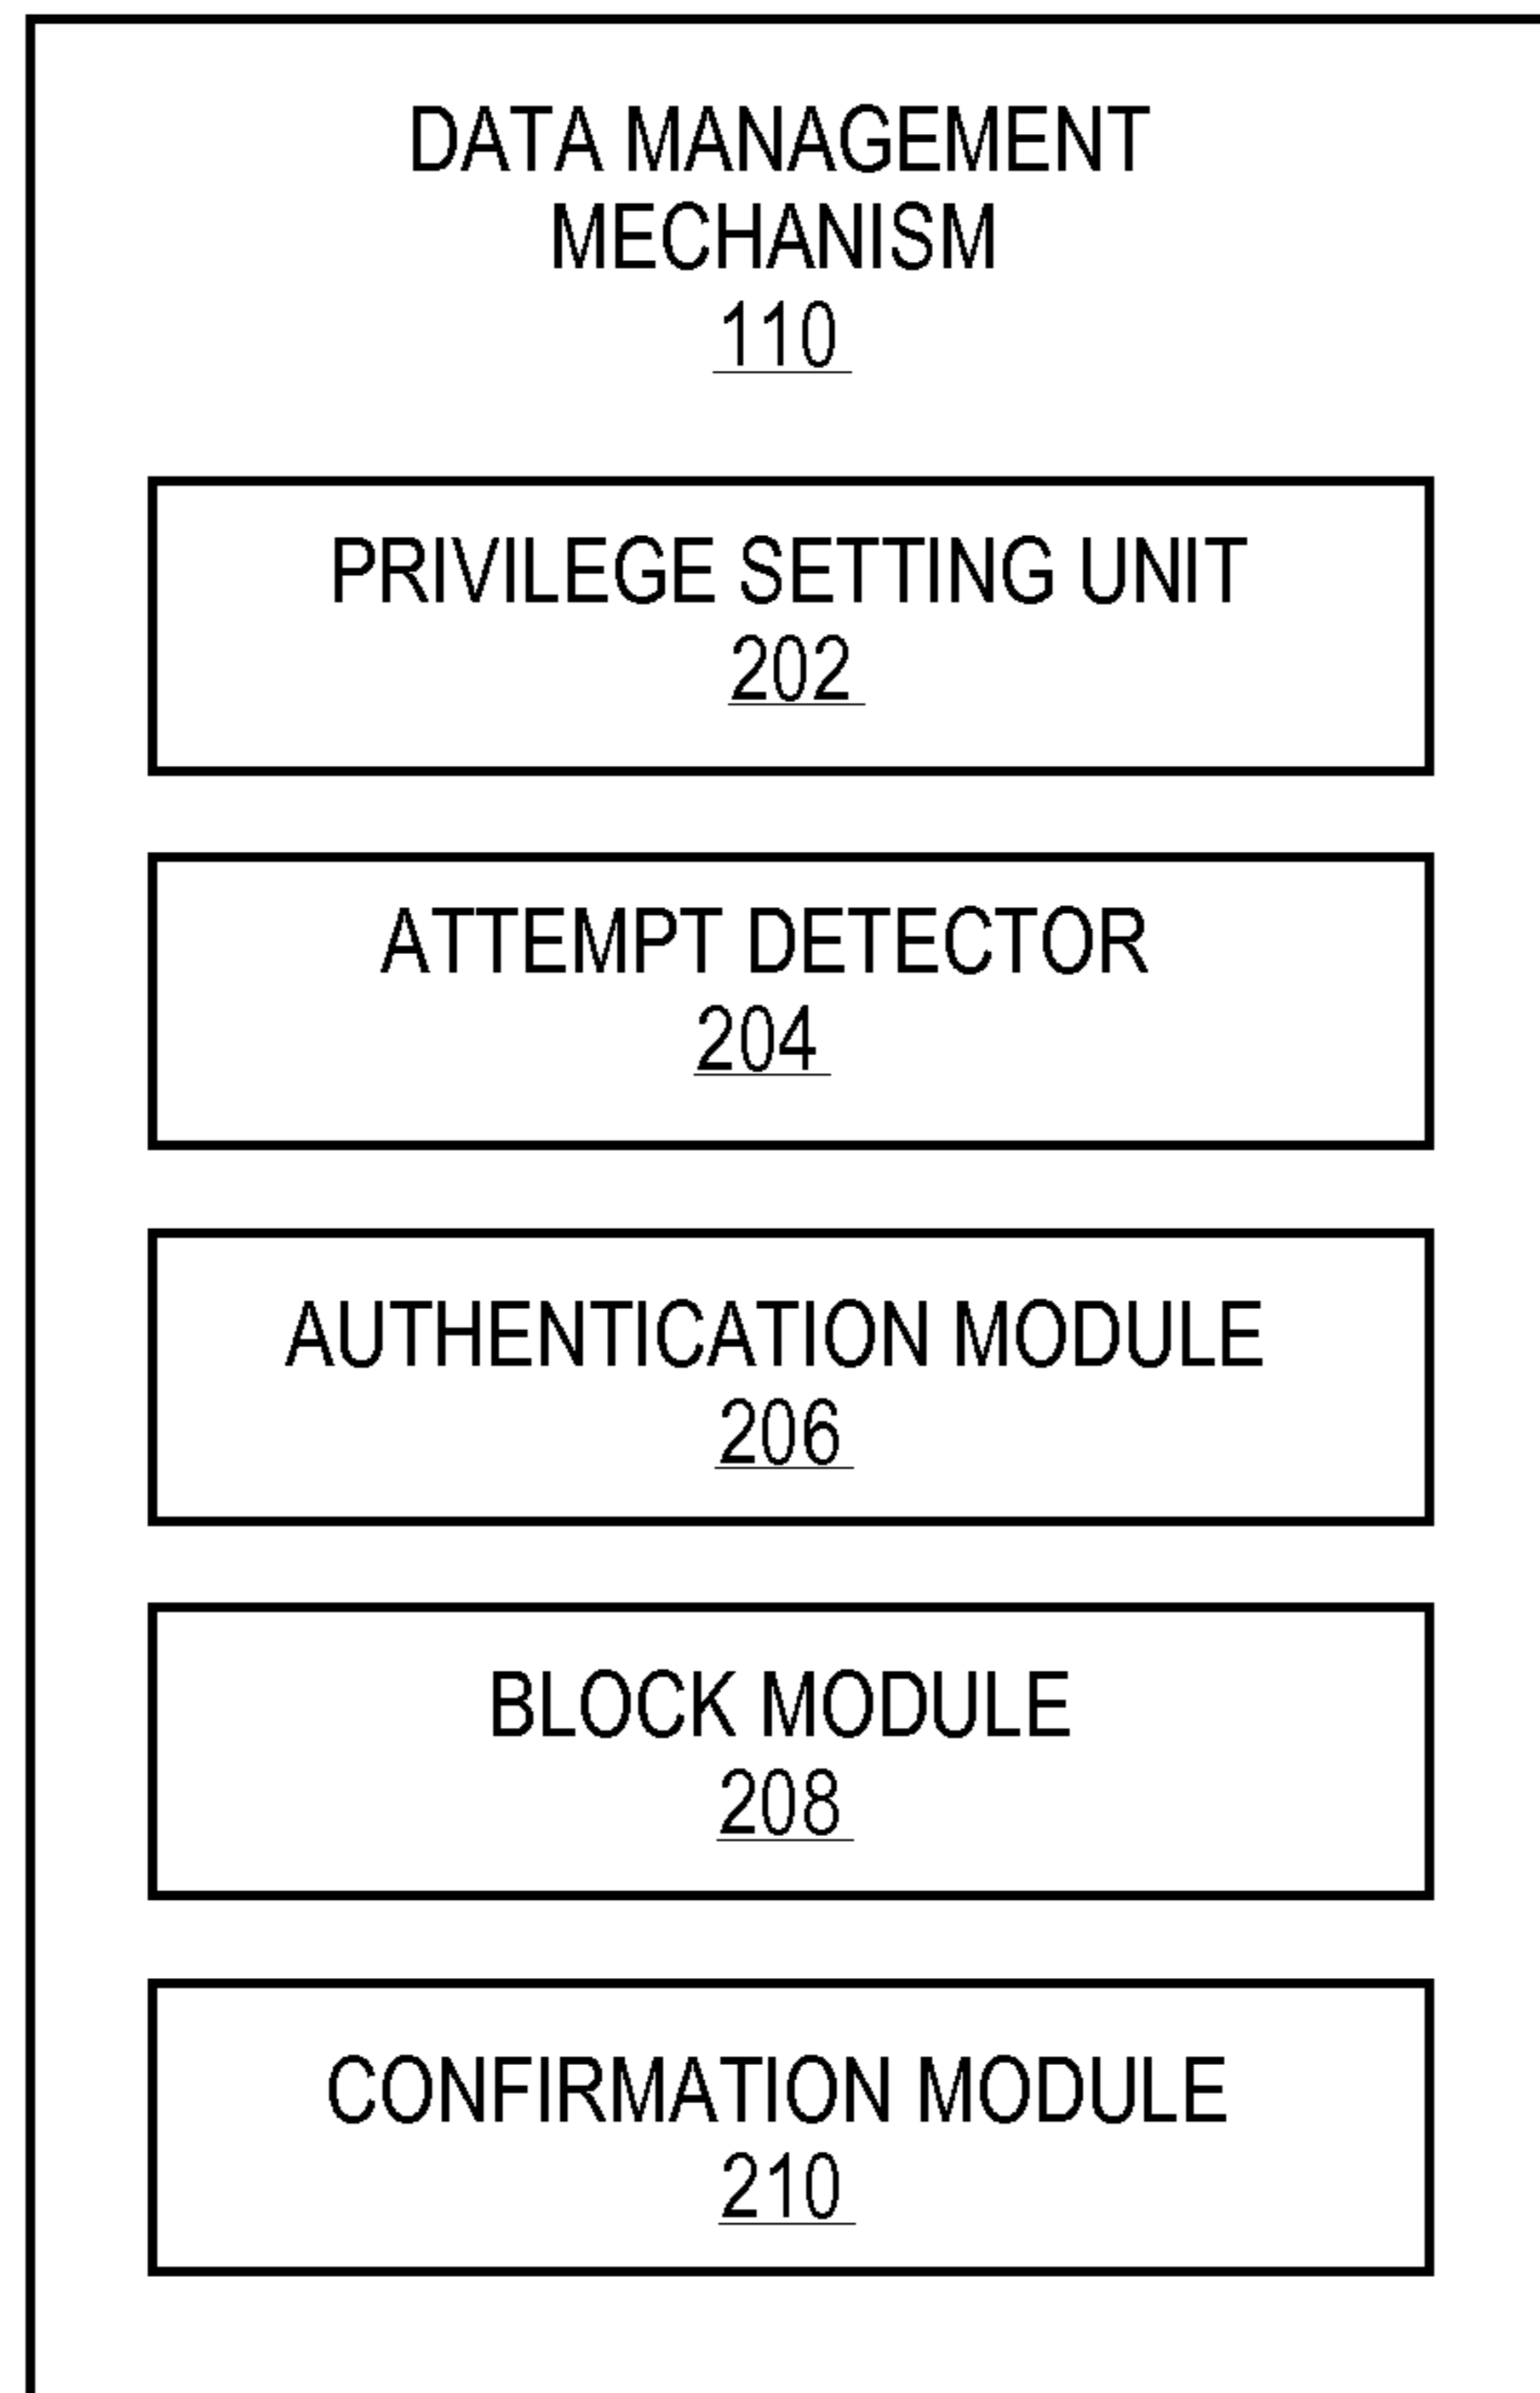 DATA MANAGEMENT
MECHANISM
110
PRIVILEGE SETTING UNIT
202
ATTEMPT DETECTOR
204
AUTHENTICATION MODULE
206
BLOCK MODULE
208
CONFIRMATION MODULE
210